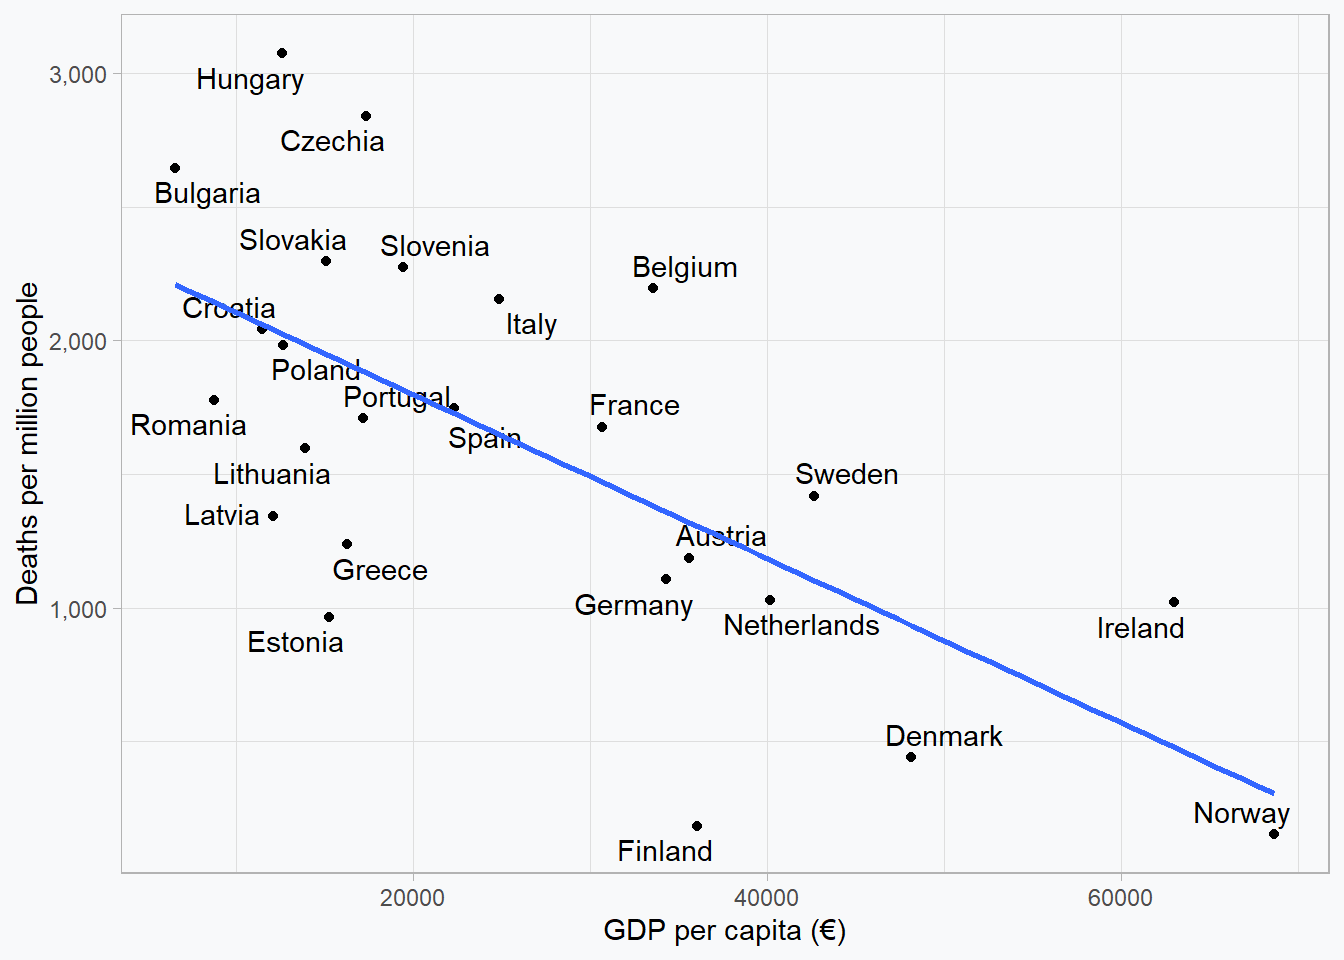 3,000
Hungary
Czechia
Bulgaria
Slovakia
Slovenia
Belgium
Croatia
Italy
2,000
Poland
Portugal
France
Romania
Spain
Lithuania
Sweden
Latvia
Austria
Greece
Germany
1,000
Netherlands
Ireland
Estonia
Denmark
Norway
Finland
Deaths per million people
20000
40000
60000
GDP per capita (€)